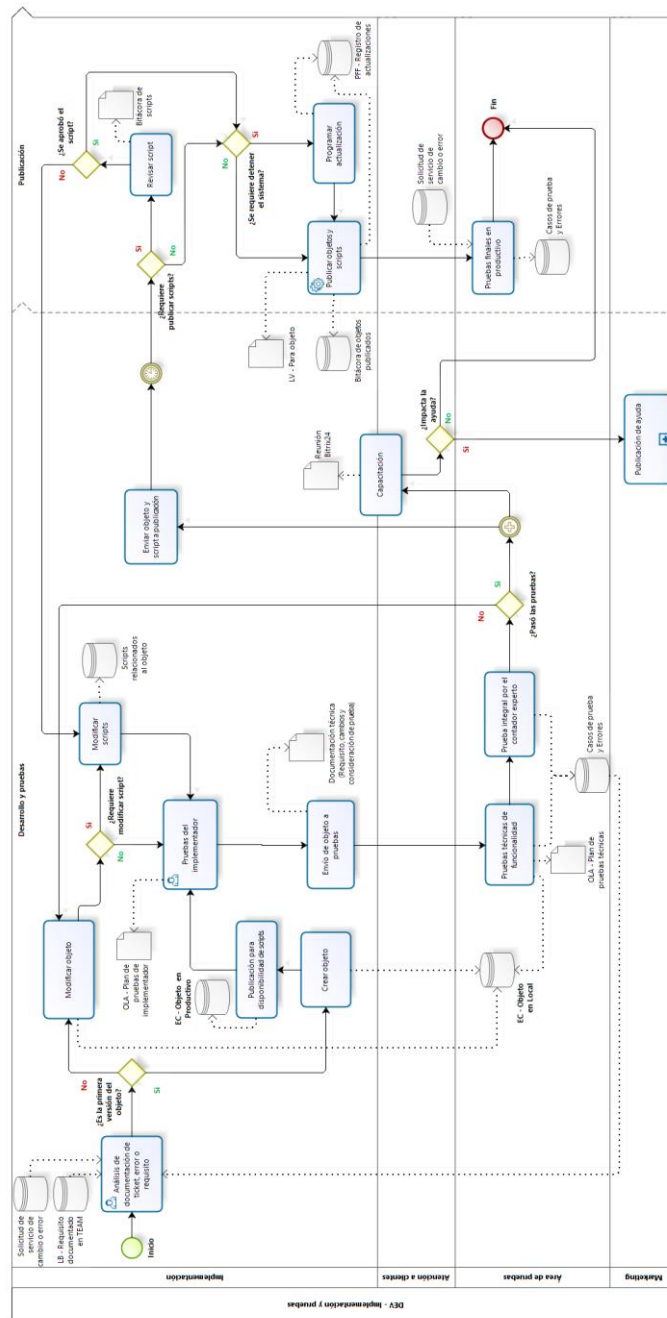 DEV - Implementación y pruebas
Implementación
Atención a clientes
Área de pruebas
Marketing
Desarrollo y pruebas
Publicación
Solicitud de
servicio de
cambio o error
LB - Requisito
documentado
en TEAM
Inicio
Análisis de
documentación de
ticket, error o
requisito
¿Es la primera
versión del
objeto?
No
Si
Modificar objeto
Crear objeto
Publicación para
disponibilidad de scripts
EC - Objeto en
Productivo
OLA - Plan de
pruebas de
implementador
¿Requiere
modificar script?
Si
No
Modificar
scripts
Scripts
relacionados
al objeto
Pruebas del
implementador
Envío de objeto a
pruebas
Documentación técnica
(Requisito, cambios y
consideración de prueba)
EC - Objeto
en Local
Pruebas técnicas de
funcionalidad
OLA - Plan de
pruebas técnicas
Prueba integral por el
contador experto
Casos de prueba
y Errores
¿Pasó las pruebas?
No
Si
Enviar objeto y
script a publicación
Reunión
Bitrix24
Capacitación
¿Impacta la
ayuda?
No
Si
Publicación de ayuda
¿Requiere
publicar scripts?
Si
No
Revisar script
Bitácora de
scripts
¿Se aprobó el
script?
No
Si
¿Se requiere detener
el sistema?
No
Si
Programar
actualización
PFF - Registro de
actualizaciones
Publicar objetos y
scripts
LV - Para objeto
Bitácora de objetos
publicados
Solicitud de
servicio de
cambio o error
Pruebas finales en
productivo
Casos de prueba
y Errores
Fin